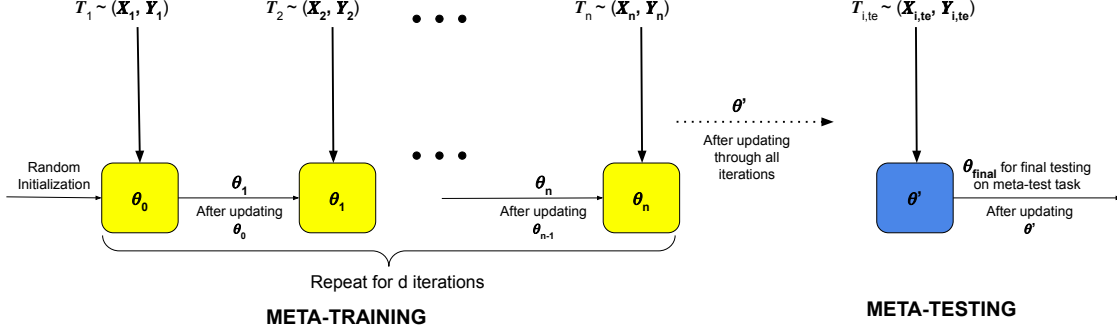 T1 ~ (X1, Y1)
T2 ~ (X2, Y2)
• • •
Tn ~ (Xn, Yn)
Ti,te ~ (Xi,te, Yi,te)
Random
Initialization
θ0
θ1
After updating
θ0
θ1
• • •
θn
After updating
θn-1
θn
θ'
After updating
through all
iterations
θ'
θfinal for final testing
on meta-test task
After updating
θ'
Repeat for d iterations
META-TRAINING
META-TESTING